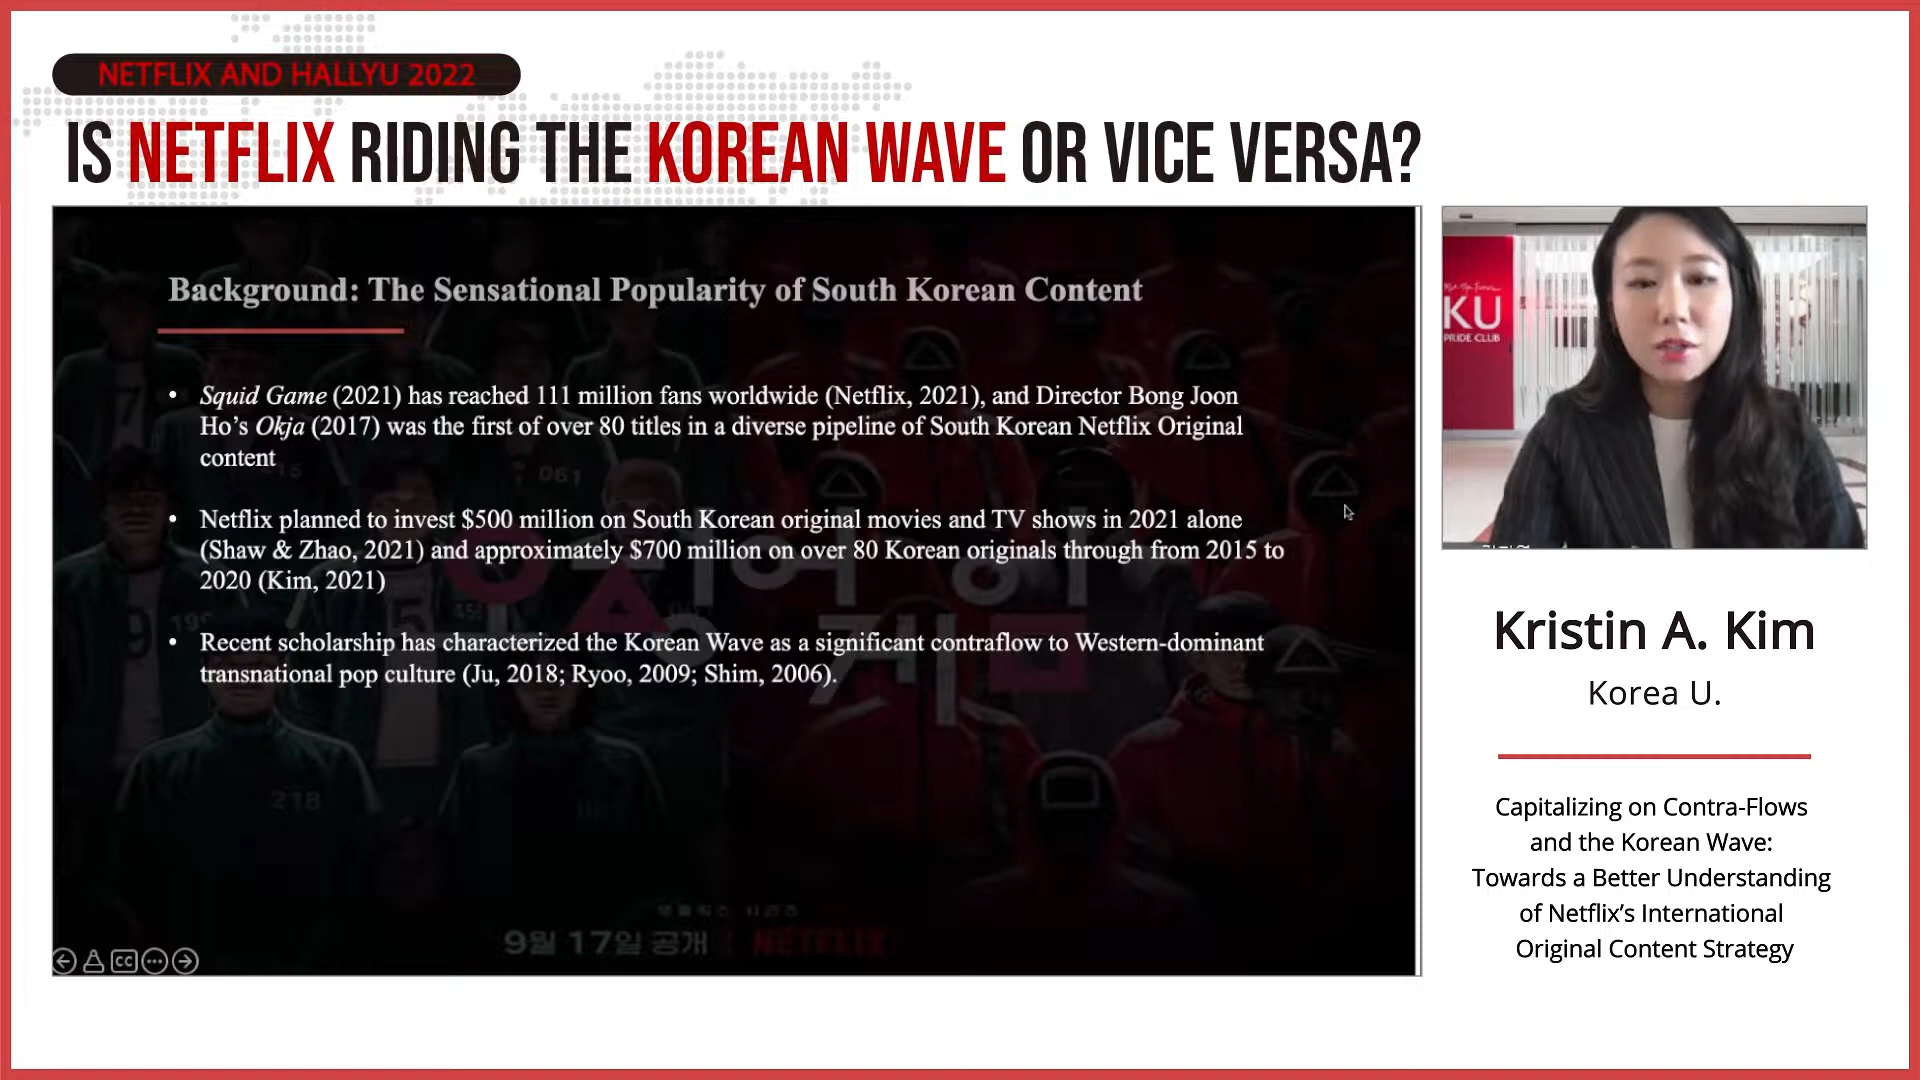 NETFLIX AND HALLYU 2022
IS NETFLIX RIDING THE KOREAN WAVE OR VICE VERSA?
Background: The Sensational Popularity of South Korean Content
• Squid Game (2021) has reached 111 million fans worldwide (Netflix, 2021), and Director Bong Joon
Ho’s Okja (2017) was the first of over 80 titles in a diverse pipeline of South Korean Netflix Original
content
• Netflix planned to invest $500 million on South Korean original movies and TV shows in 2021 alone
(Shaw & Zhao, 2021) and approximately $700 million on over 80 Korean originals through from 2015 to
2020 (Kim, 2021)
• Recent scholarship has characterized the Korean Wave as a significant contraflow to Western-dominant
transnational pop culture (Ju, 2018; Ryoo, 2009; Shim, 2006).
061
218
9월 17일 공개 | NETFLIX
CC
KU
PRIDE CLUB
Kristin A. Kim
Korea U.
Capitalizing on Contra-Flows
and the Korean Wave:
Towards a Better Understanding
of Netflix’s International
Original Content Strategy